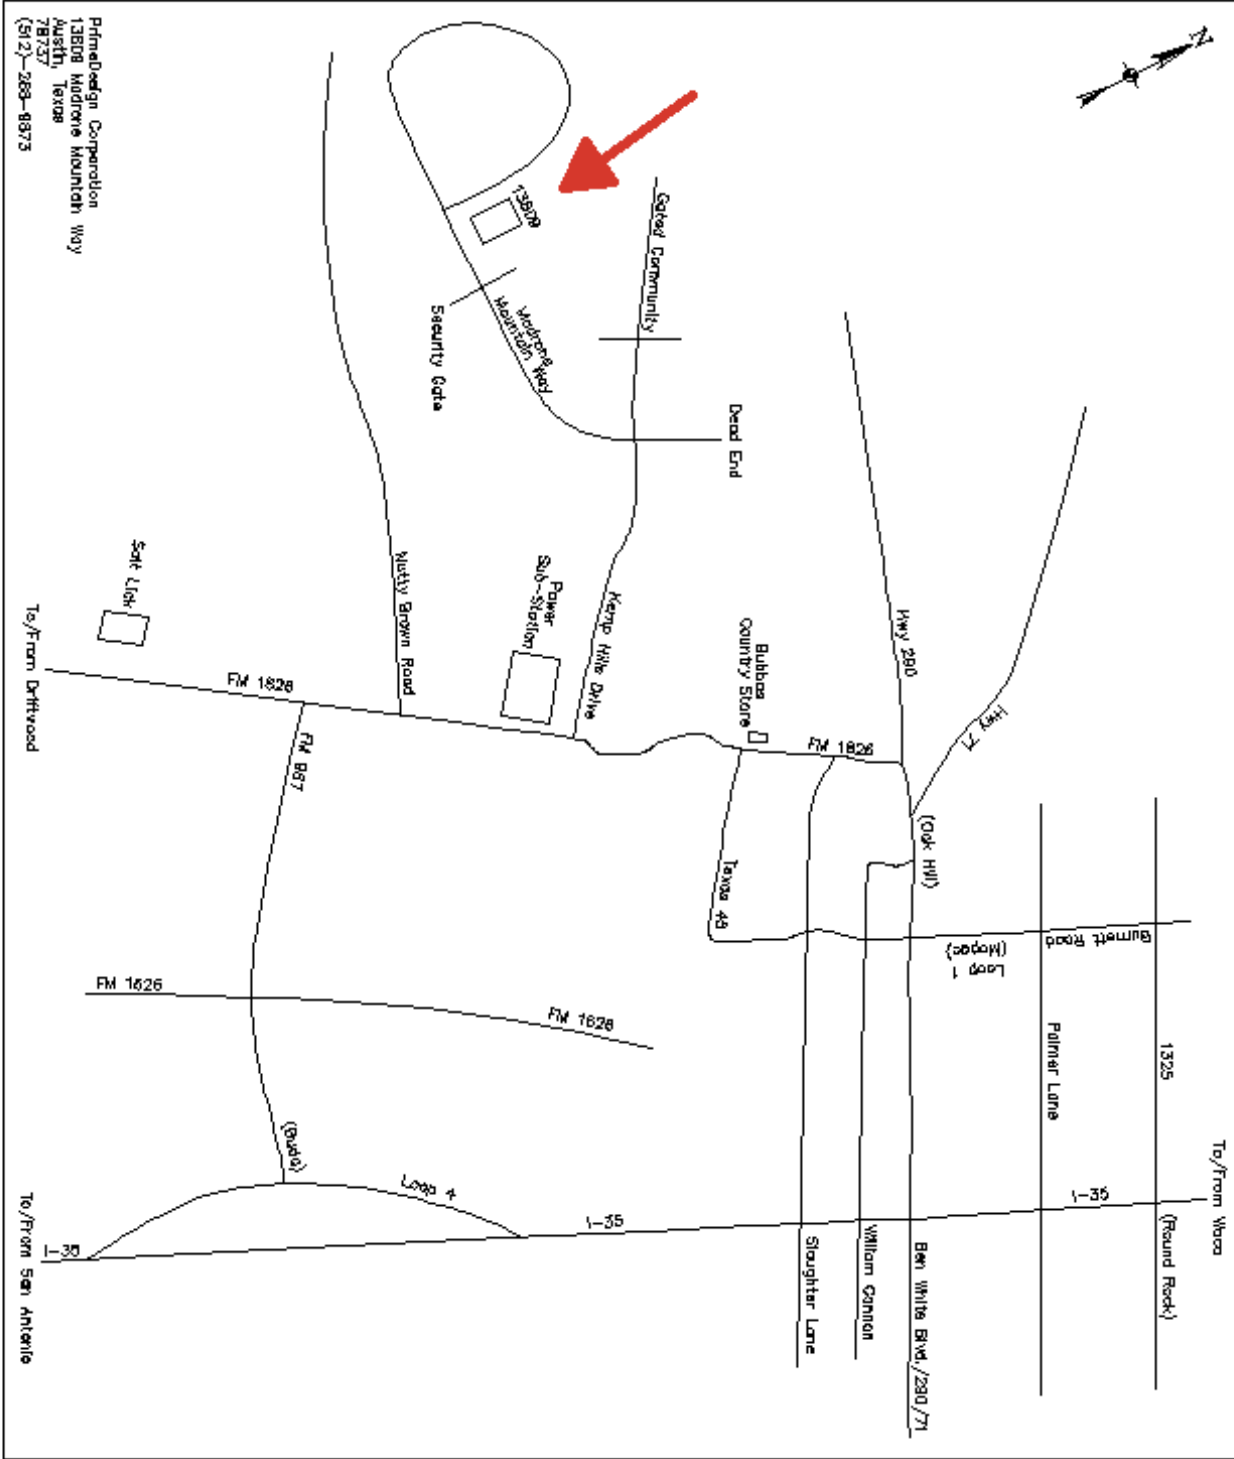 PrimeDesign Corporation
13809 Madrone Mountain Way
Austin, Texas
78737
(512)-288-9873
N
13809
Security Gate
Madrone
Mountain Way
Gated Community
Dead End
Nutty Brown Road
Salt Lick
To/From Driftwood
FM 1826
FM 967
Power
Sub-Station
Kemp Hills Drive
Bubbas
Country Store
FM 1826
Hwy 290
Hwy 71
(Oak Hill)
Texas 45
Loop 1
(Mopac)
Burnett Road
Palmer Lane
1325
FM 1626
FM 1626
(Buda)
Loop 4
I-35
I-35
I-35
To/From San Antonio
Slaughter Lane
William Cannon
Ben White Blvd./290/71
(Round Rock)
To/From Waco